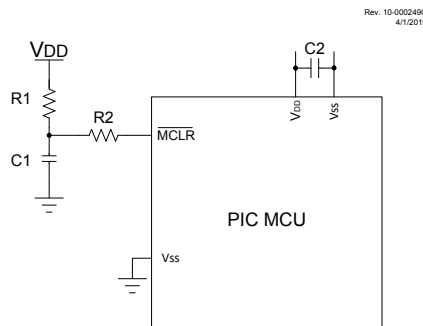 Rev. 10-000249
4/1/201
VDD
C2
R1
R2
VDD
Vss
MCLR
C1
PIC MCU
Vss